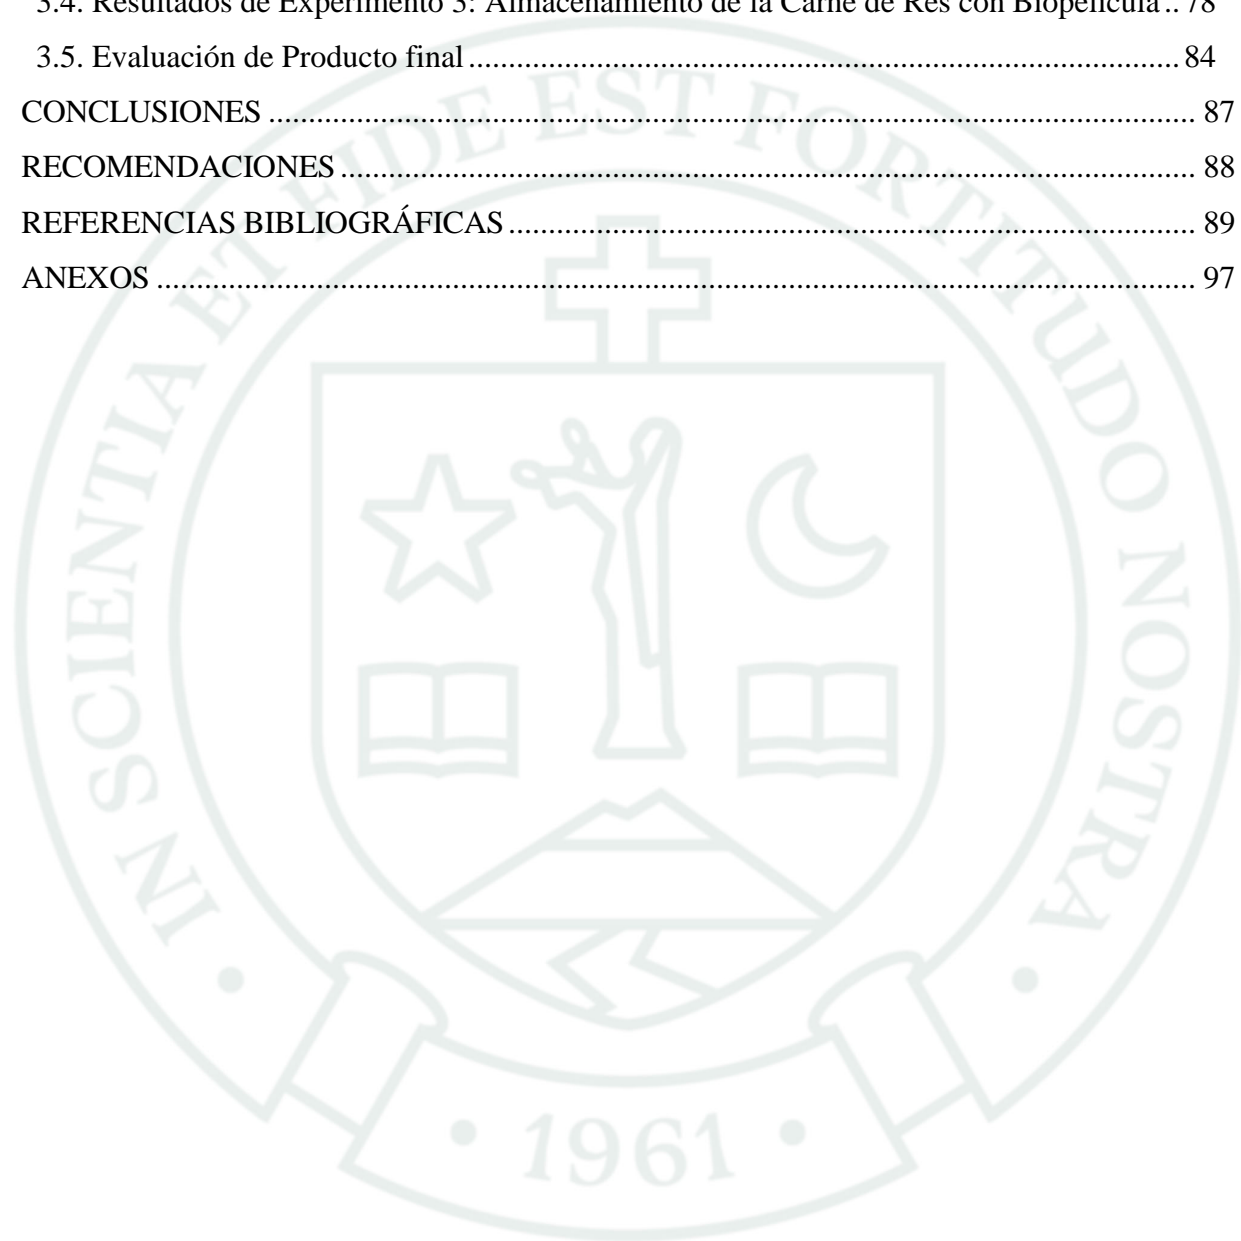 3.4. Resultados de Experimento 3: Almacenamiento de la Carne de Res con Biopelícula .. 78
3.5. Evaluación de Producto final ......................................................................................... 84
CONCLUSIONES .................................................................................................................... 87
RECOMENDACIONES ........................................................................................................... 88
REFERENCIAS BIBLIOGRÁFICAS ...................................................................................... 89
ANEXOS .................................................................................................................................. 97
IN SCIENTIA ET FIDE EST FORTITUDO NOSTRA
• 1961 •